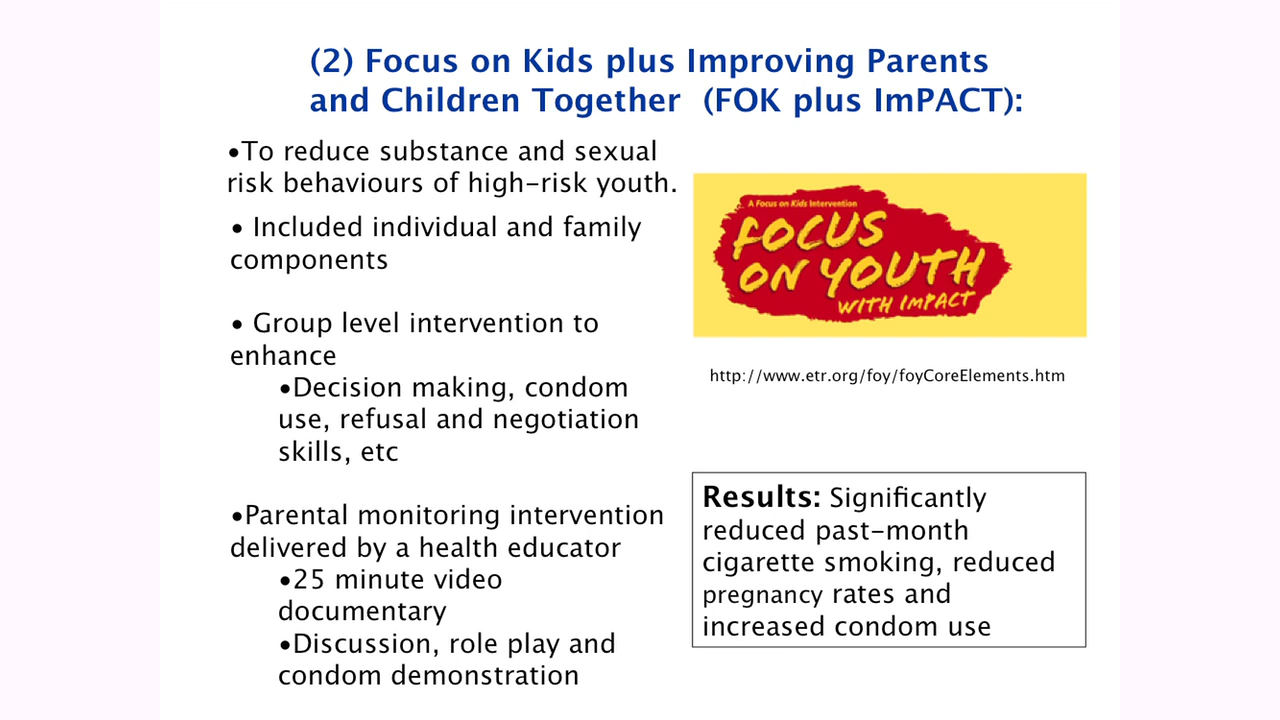 (2) Focus on Kids plus Improving Parents
and Children Together (FOK plus ImPACT):
•To reduce substance and sexual
risk behaviours of high-risk youth.
• Included individual and family
components
• Group level intervention to
enhance
•Decision making, condom
use, refusal and negotiation
skills, etc
•Parental monitoring intervention
delivered by a health educator
•25 minute video
documentary
•Discussion, role play and
condom demonstration
A Focus on Kids Intervention
FOCUS
ON YOUTH
WITH IMPACT
http://www.etr.org/foy/foyCoreElements.htm
Results: Significantly
reduced past-month
cigarette smoking, reduced
pregnancy rates and
increased condom use